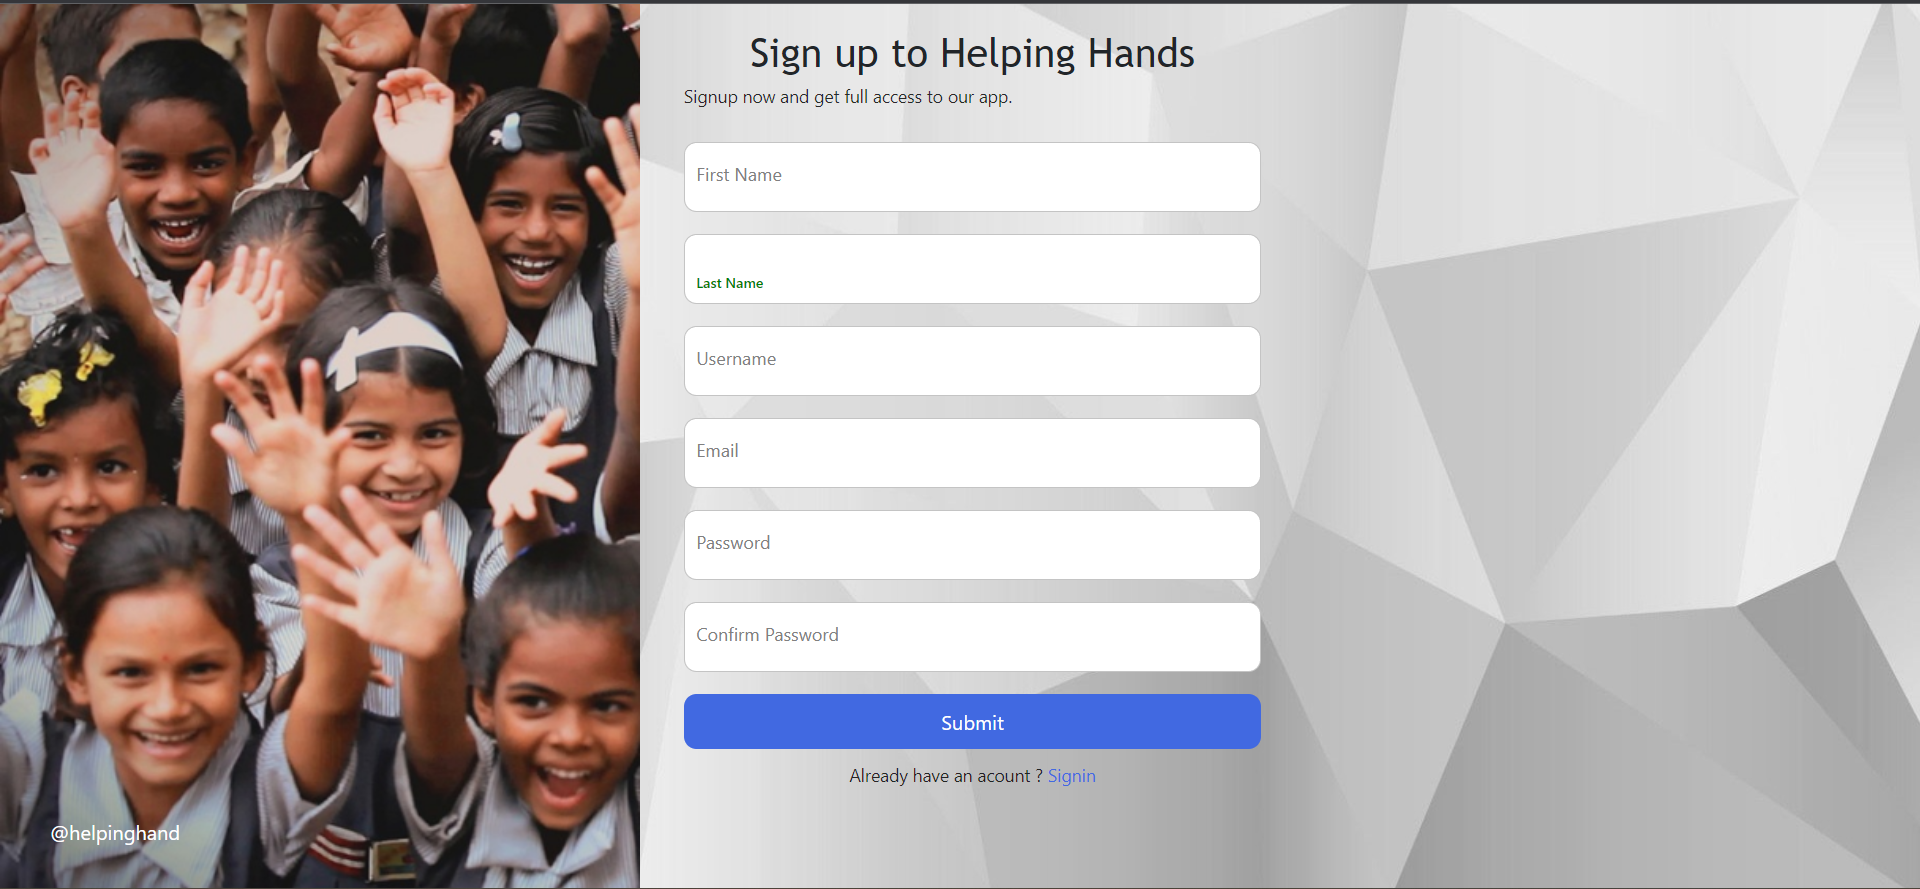 Sign up to Helping Hands
Signup now and get full access to our app.
First Name
Last Name
Username
Email
Password
Confirm Password
Submit
Already have an acount ? Signin
@helpinghand